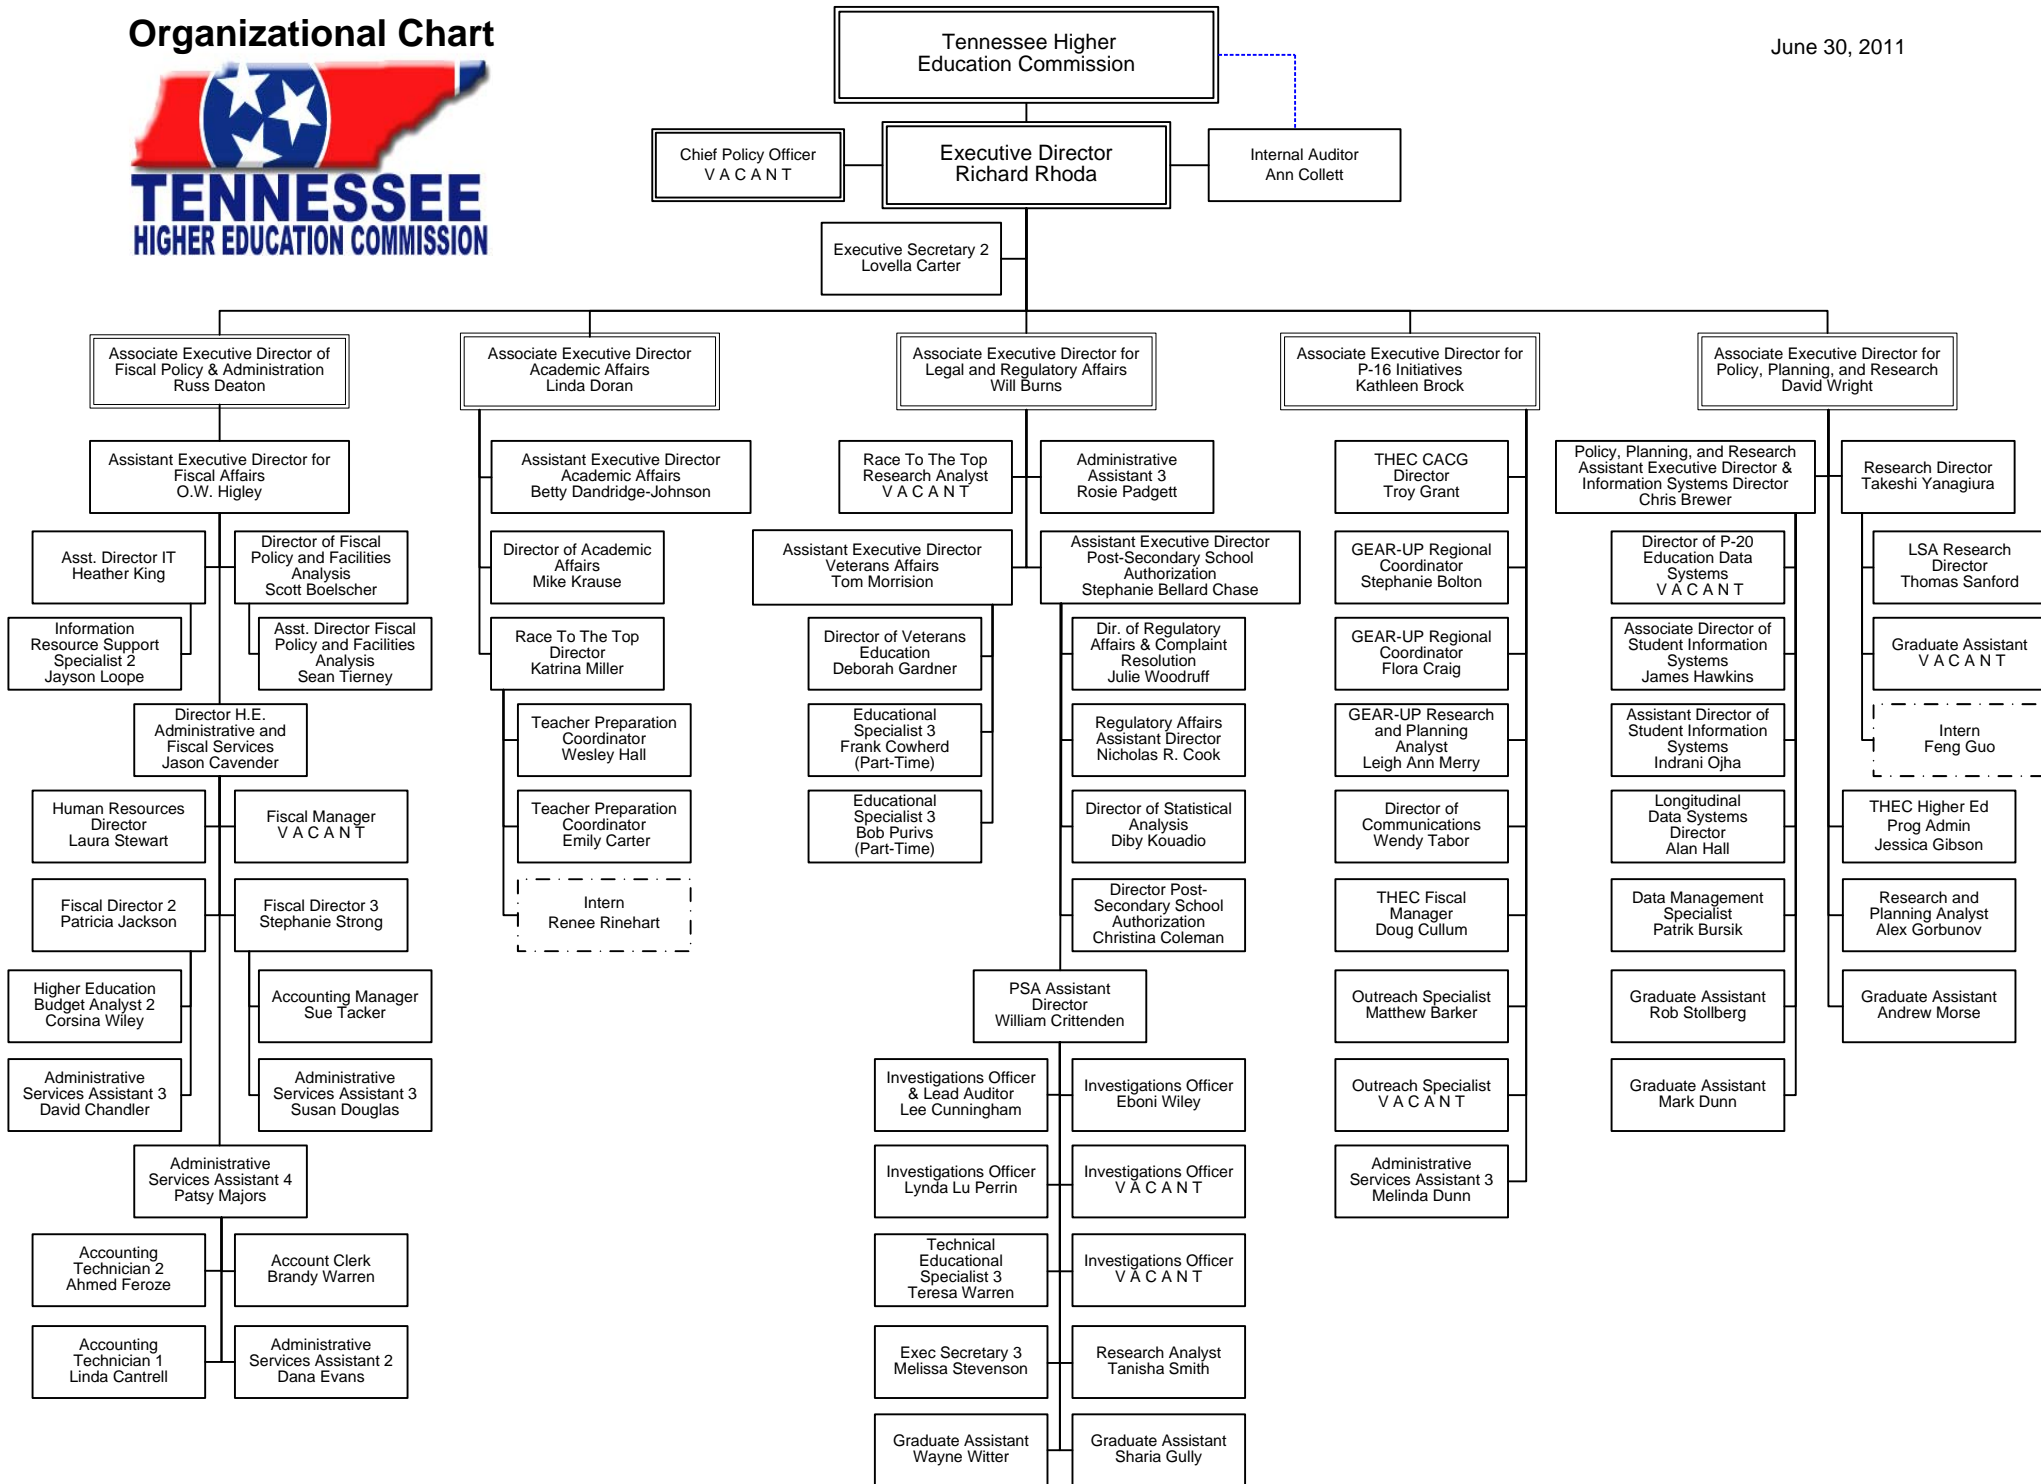 Organizational Chart
TENNESSEE
HIGHER EDUCATION COMMISSION
June 30, 2011
Tennessee Higher
Education Commission
Chief Policy Officer
V A C A N T
Executive Director
Richard Rhoda
Internal Auditor
Ann Collett
Executive Secretary 2
Lovella Carter
Associate Executive Director of
Fiscal Policy & Administration
Russ Deaton
Associate Executive Director
Academic Affairs
Linda Doran
Associate Executive Director for
Legal and Regulatory Affairs
Will Burns
Associate Executive Director for
P-16 Initiatives
Kathleen Brock
Associate Executive Director for
Policy, Planning, and Research
David Wright
Assistant Executive Director for
Fiscal Affairs
O.W. Higley
Asst. Director IT
Heather King
Director of Fiscal
Policy and Facilities
Analysis
Scott Boelscher
Information
Resource Support
Specialist 2
Jayson Loope
Asst. Director Fiscal
Policy and Facilities
Analysis
Sean Tierney
Director H.E.
Administrative and
Fiscal Services
Jason Cavender
Human Resources
Director
Laura Stewart
Fiscal Manager
V A C A N T
Fiscal Director 2
Patricia Jackson
Fiscal Director 3
Stephanie Strong
Higher Education
Budget Analyst 2
Corsina Wiley
Accounting Manager
Sue Tacker
Administrative
Services Assistant 3
David Chandler
Administrative
Services Assistant 3
Susan Douglas
Administrative
Services Assistant 4
Patsy Majors
Accounting
Technician 2
Ahmed Feroze
Account Clerk
Brandy Warren
Accounting
Technician 1
Linda Cantrell
Administrative
Services Assistant 2
Dana Evans
Assistant Executive Director
Academic Affairs
Betty Dandridge-Johnson
Director of Academic
Affairs
Mike Krause
Race To The Top
Director
Katrina Miller
Teacher Preparation
Coordinator
Wesley Hall
Teacher Preparation
Coordinator
Emily Carter
Intern
Renee Rinehart
Race To The Top
Research Analyst
V A C A N T
Administrative
Assistant 3
Rosie Padgett
Assistant Executive Director
Veterans Affairs
Tom Morrision
Assistant Executive Director
Post-Secondary School
Authorization
Stephanie Bellard Chase
Director of Veterans
Education
Deborah Gardner
Educational
Specialist 3
Frank Cowherd
(Part-Time)
Educational
Specialist 3
Bob Purivs
(Part-Time)
Dir. of Regulatory
Affairs & Complaint
Resolution
Julie Woodruff
Regulatory Affairs
Assistant Director
Nicholas R. Cook
Director of Statistical
Analysis
Diby Kouadio
Director Post-
Secondary School
Authorization
Christina Coleman
PSA Assistant
Director
William Crittenden
Investigations Officer
& Lead Auditor
Lee Cunningham
Investigations Officer
Eboni Wiley
Investigations Officer
Lynda Lu Perrin
Investigations Officer
V A C A N T
Technical
Educational
Specialist 3
Teresa Warren
Investigations Officer
V A C A N T
Exec Secretary 3
Melissa Stevenson
Research Analyst
Tanisha Smith
Graduate Assistant
Wayne Witter
Graduate Assistant
Sharia Gully
THEC CACG
Director
Troy Grant
GEAR-UP Regional
Coordinator
Stephanie Bolton
GEAR-UP Regional
Coordinator
Flora Craig
GEAR-UP Research
and Planning
Analyst
Leigh Ann Merry
Director of
Communications
Wendy Tabor
THEC Fiscal
Manager
Doug Cullum
Outreach Specialist
Matthew Barker
Outreach Specialist
V A C A N T
Administrative
Services Assistant 3
Melinda Dunn
Policy, Planning, and Research
Assistant Executive Director &
Information Systems Director
Chris Brewer
Research Director
Takeshi Yanagiura
Director of P-20
Education Data
Systems
V A C A N T
Associate Director of
Student Information
Systems
James Hawkins
Assistant Director of
Student Information
Systems
Indrani Ojha
Longitudinal
Data Systems
Director
Alan Hall
Data Management
Specialist
Patrik Bursik
Graduate Assistant
Rob Stollberg
Graduate Assistant
Mark Dunn
LSA Research
Director
Thomas Sanford
Graduate Assistant
V A C A N T
Intern
Feng Guo
THEC Higher Ed
Prog Admin
Jessica Gibson
Research and
Planning Analyst
Alex Gorbunov
Graduate Assistant
Andrew Morse